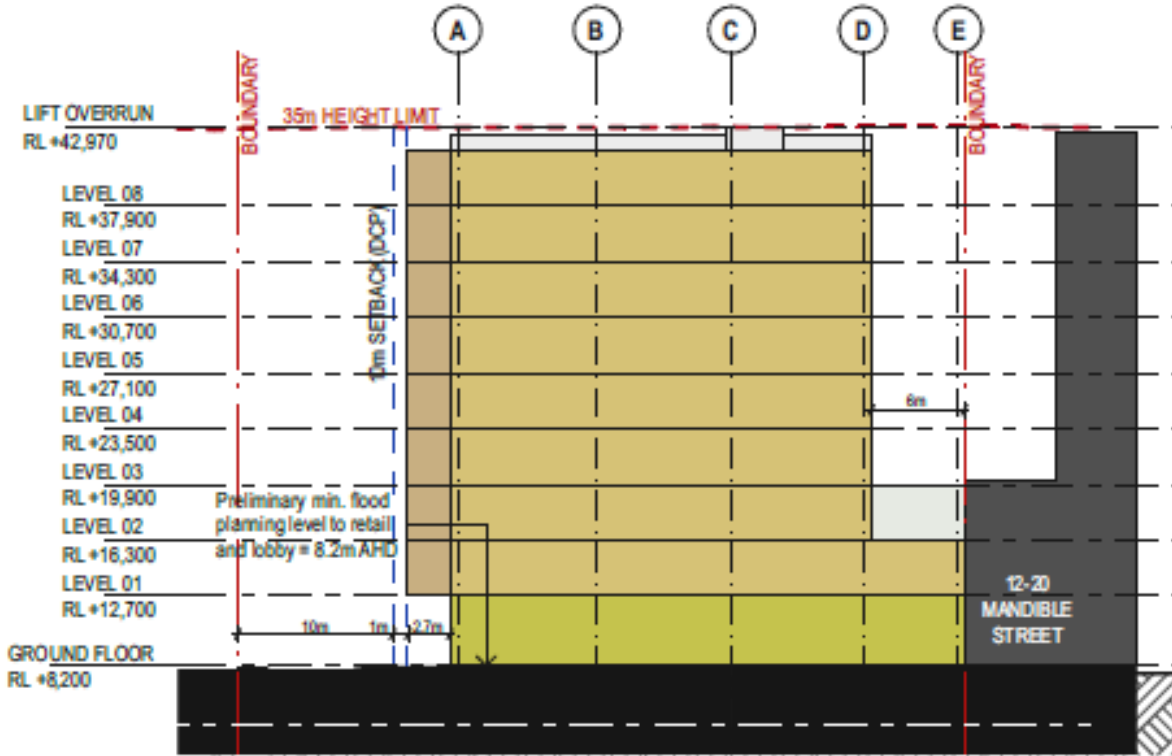 A B C D E
BOUNDARY
BOUNDARY
LIFT OVERRUN
RL +42,970
35m HEIGHT LIMIT
LEVEL 08
RL +37,900
LEVEL 07
RL +34,300
LEVEL 06
RL +30,700
LEVEL 05
RL +27,100
LEVEL 04
RL +23,500
LEVEL 03
RL +19,900
LEVEL 02
RL +16,300
LEVEL 01
RL +12,700
GROUND FLOOR
RL +8,200
10m SETBACK (DCP)
6m
Preliminary min. flood
planning level to retail
and lobby = 8.2m AHD
10m 1m 2.7m
12-20
MANDIBLE
STREET